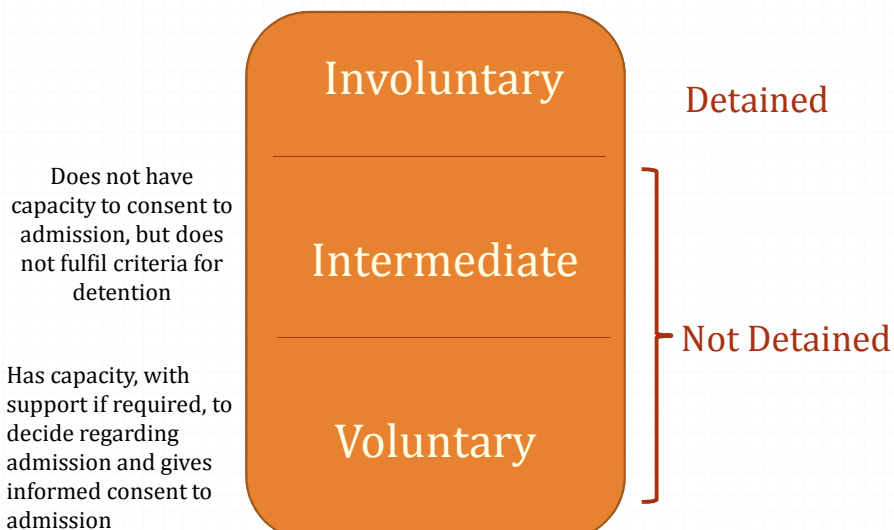 Involuntary
Detained
Does not have
capacity to consent to
admission, but does
not fulfil criteria for
detention
Intermediate
Not Detained
Has capacity, with
support if required, to
decide regarding
admission and gives
informed consent to
admission
Voluntary